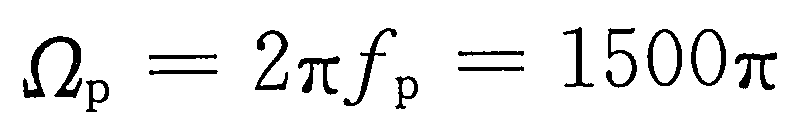 Ωₚ = 2πfₚ = 1500π